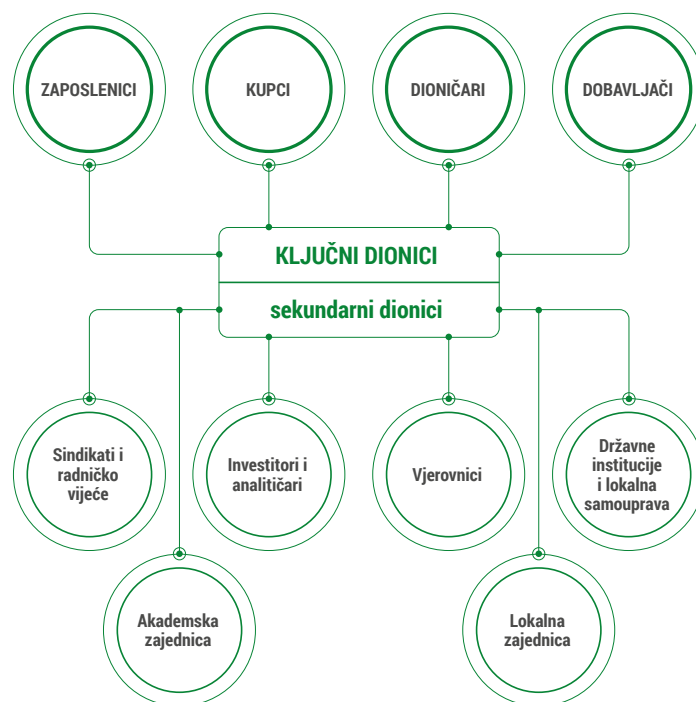 ZAPOSLENICI
KUPCI
DIONIČARI
DOBAVLJAČI
KLJUČNI DIONICI
sekundarni dionici
Sindikati i
radničko
vijeće
Investitori i
analitičari
Vjerovnici
Državne
institucije
i lokalna
samouprava
Akademska
zajednica
Lokalna
zajednica